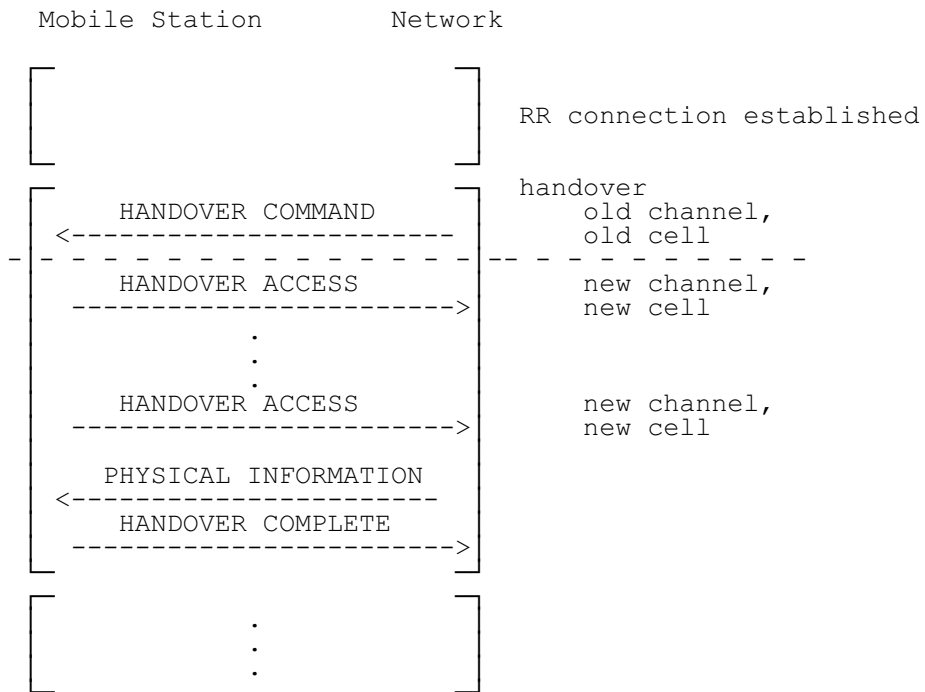 Mobile Station Network
RR connection established
handover
HANDOVER COMMAND old channel,
<------------------------ old cell
- - - - - - - - - - - - - - - -- - - - - - - - - -
HANDOVER ACCESS new channel,
------------------------> new cell
.
.
.
HANDOVER ACCESS new channel,
------------------------> new cell
PHYSICAL INFORMATION
<-----------------------
HANDOVER COMPLETE
------------------------>
.
.
.